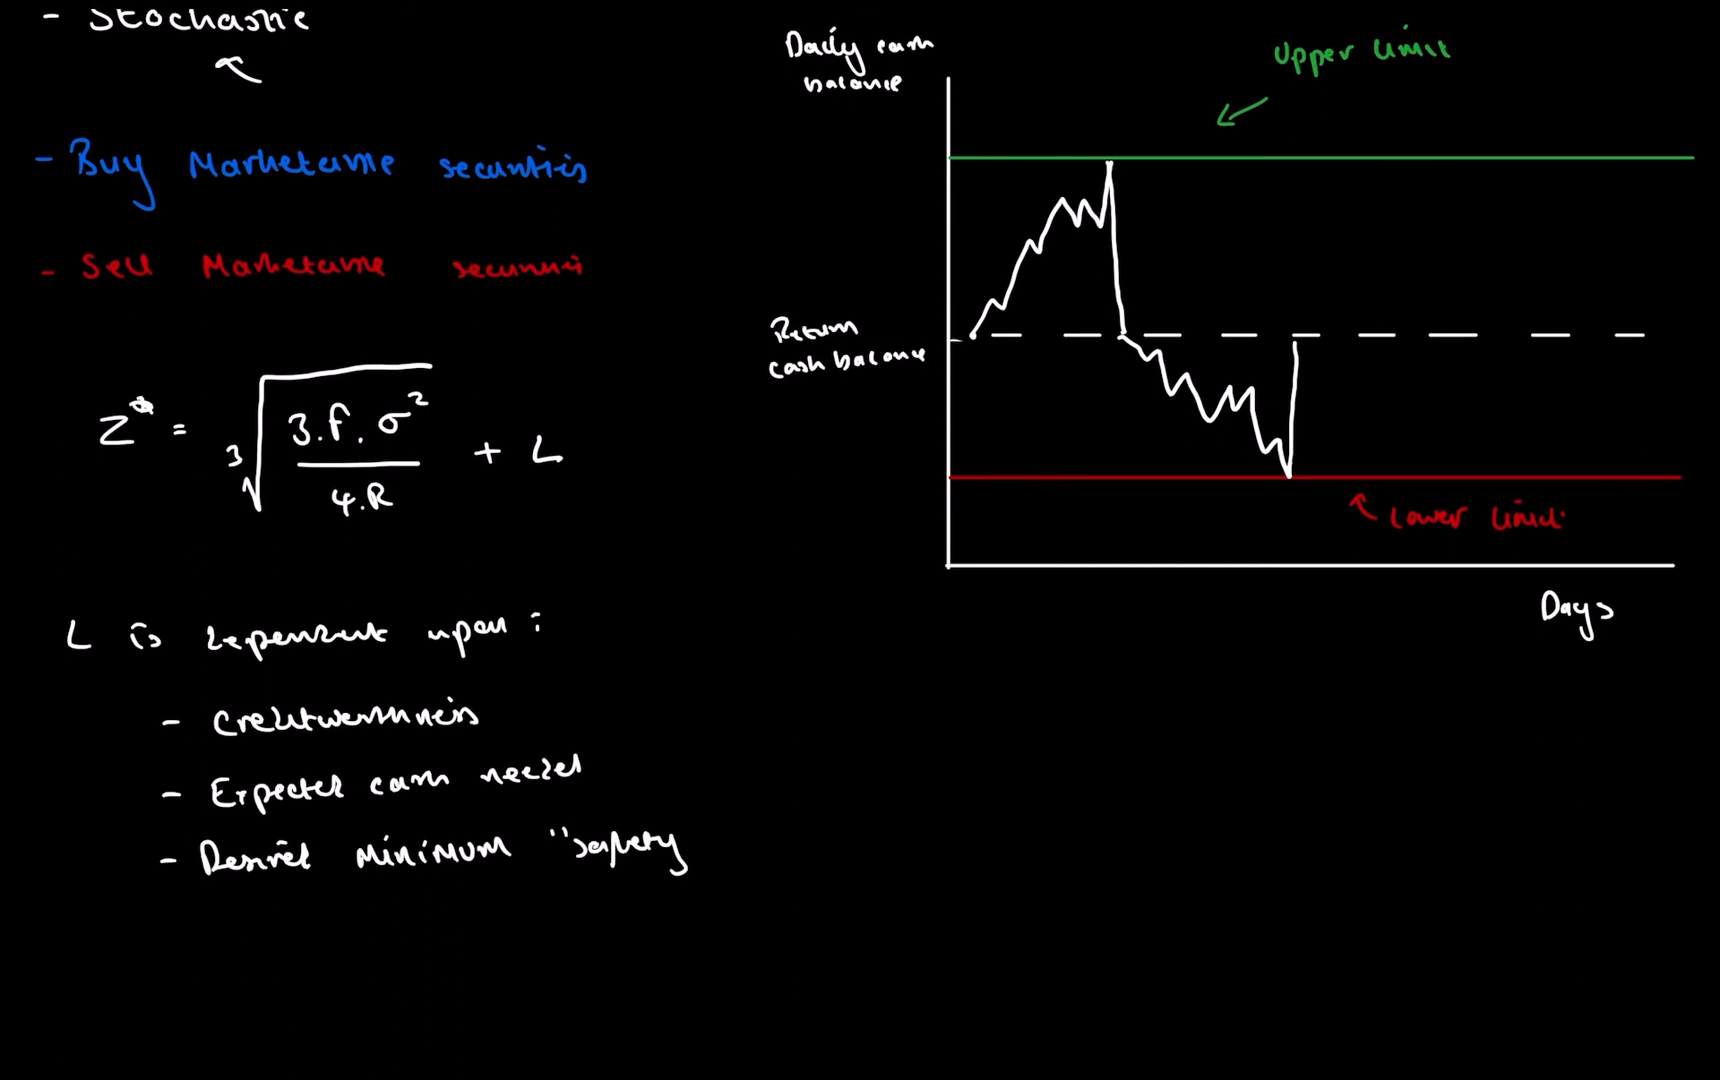 - Stochastic
- Buy Marketable securities
- Sell Marketable securities
Z* = ³√(3.F.σ² / 4.R) + L
L is dependent upon :
- Creditworthiness
- Expected cash needed
- Desired minimum "safety
Daily cash
balance
Upper limit
Return
cash balance
Lower limit
Days